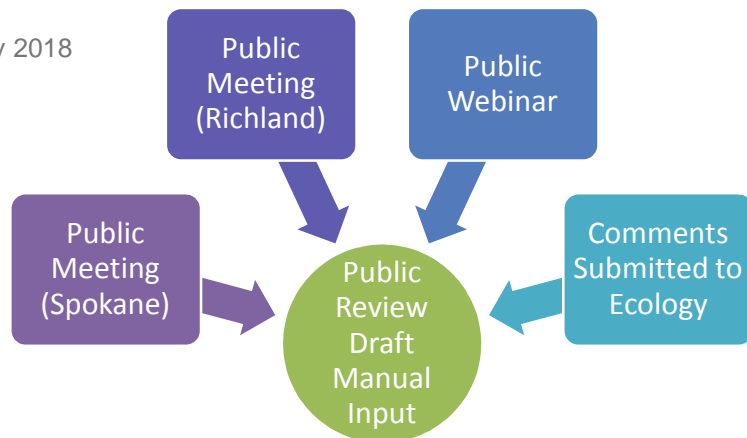 2018
Public
Meeting
(Richland)
Public
Webinar
Public
Meeting
(Spokane)
Comments
Submitted to
Ecology
Public
Review
Draft
Manual
Input